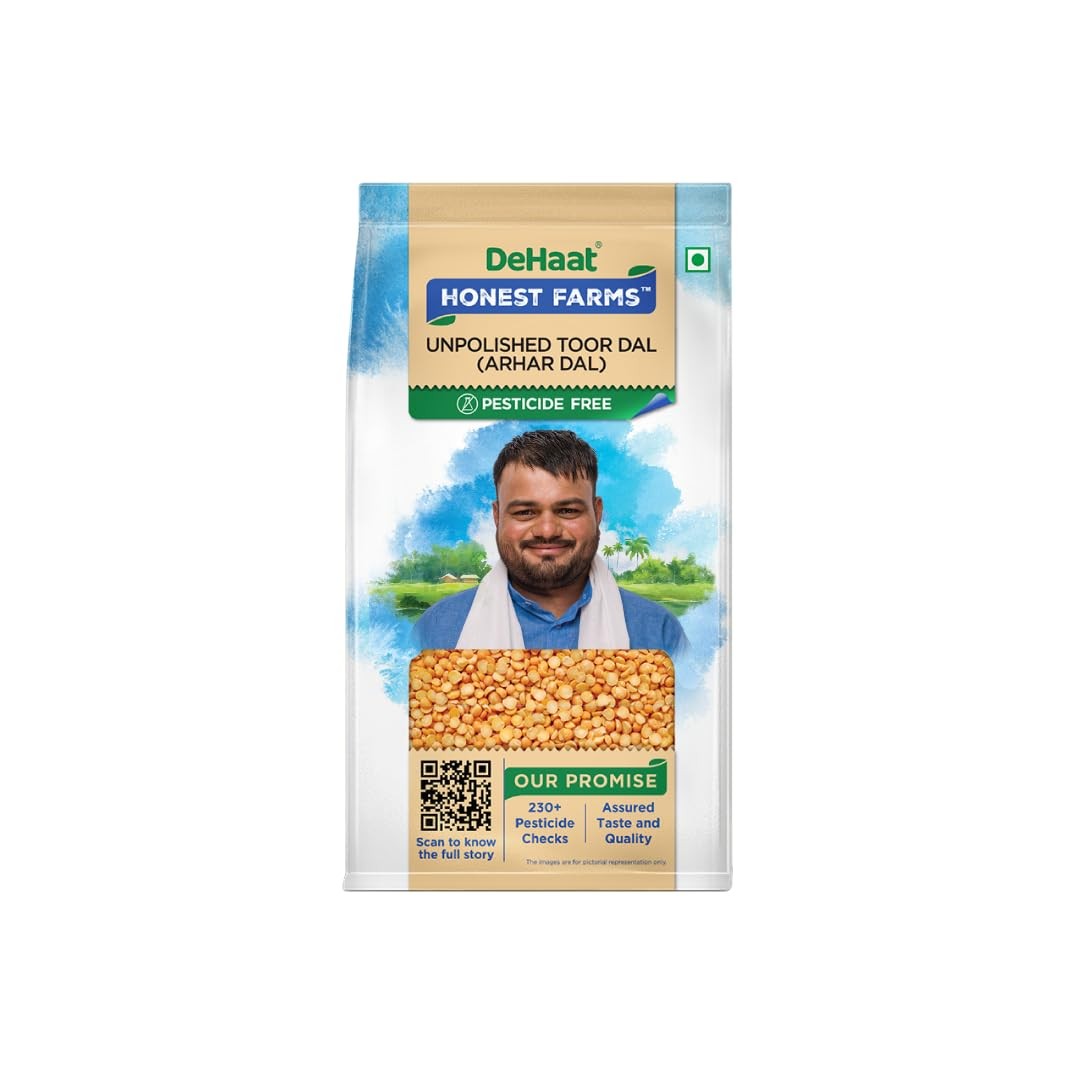 DeHaat®
HONEST FARMS™
UNPOLISHED TOOR DAL
(ARHAR DAL)
PESTICIDE FREE
OUR PROMISE
230+
Pesticide
Checks
Assured
Taste and
Quality
Scan to know
the full story
The images are for pictorial representation only.